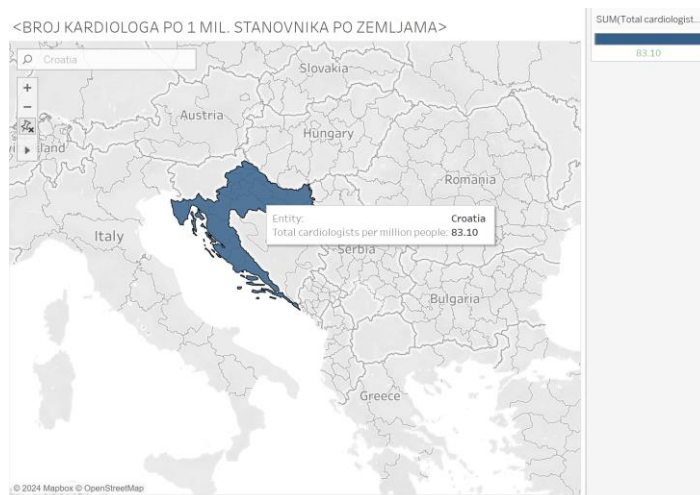 <BROJ KARDIOLOGA PO 1 MIL. STANOVNIKA PO ZEMLJAMA>
SUM(Total cardiologist...
83.10
Croatia
Slovakia
Austria
Hungary
land
Romania
Entity: Croatia
Total cardiologists per million people: 83.10
Italy
Serbia
Bulgaria
Greece
© 2024 Mapbox © OpenStreetMap